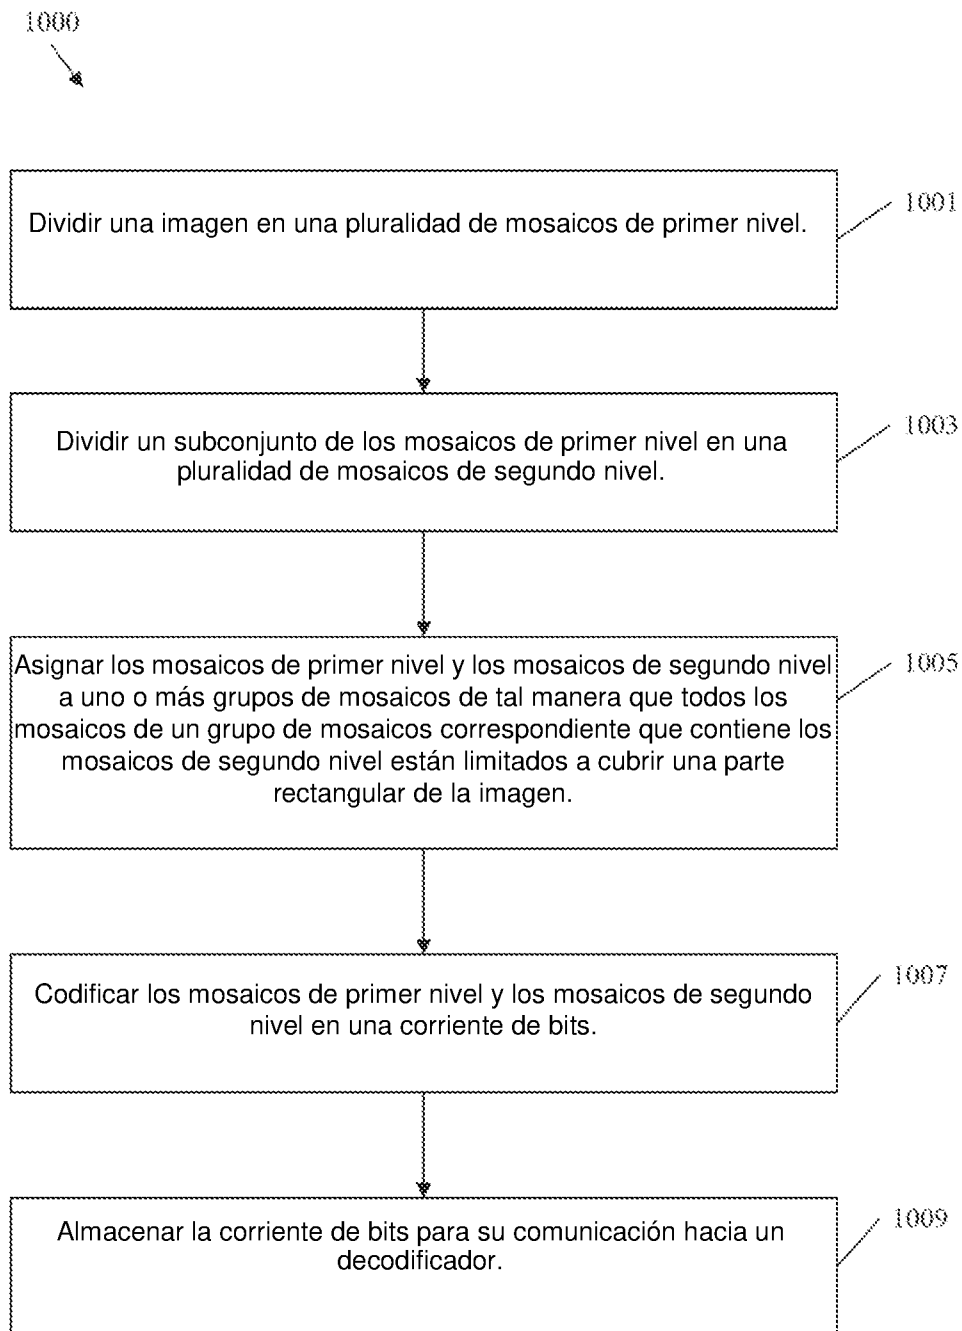 1000
Dividir una imagen en una pluralidad de mosaicos de primer nivel.
1001
Dividir un subconjunto de los mosaicos de primer nivel en una
pluralidad de mosaicos de segundo nivel.
1003
Asignar los mosaicos de primer nivel y los mosaicos de segundo nivel
a uno o más grupos de mosaicos de tal manera que todos los
mosaicos de un grupo de mosaicos correspondiente que contiene los
mosaicos de segundo nivel están limitados a cubrir una parte
rectangular de la imagen.
1005
Codificar los mosaicos de primer nivel y los mosaicos de segundo
nivel en una corriente de bits.
1007
Almacenar la corriente de bits para su comunicación hacia un
decodificador.
1009